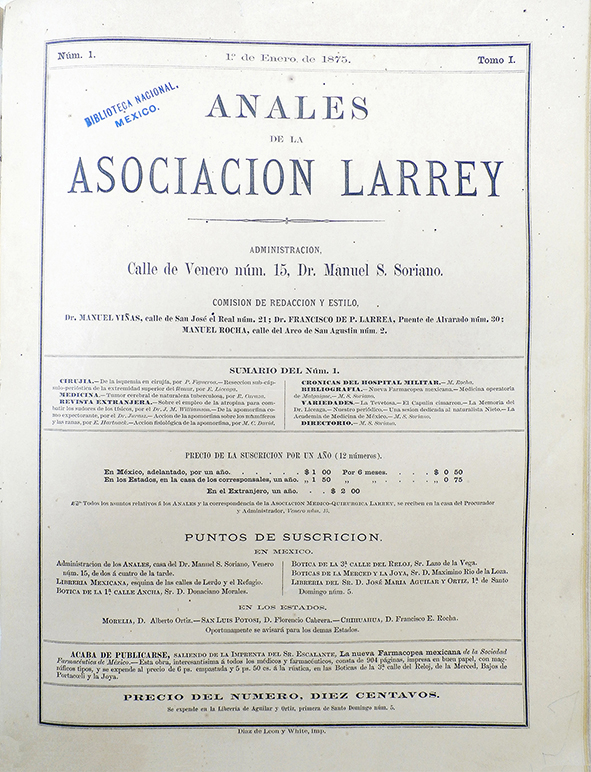 Núm. 1.
1º de Enero de 1875.
Tomo I.
BIBLIOTECA NACIONAL.
MEXICO.
ANALES
DE LA
ASOCIACION LARREY
ADMINISTRACION,
Calle de Venero núm. 15, Dr. Manuel S. Soriano.
COMISION DE REDACCION Y ESTILO,
Dr. MANUEL VIÑAS, calle de San José el Real núm. 21; Dr. FRANCISCO DE P. LARREA, Puente de Alvarado núm. 30;
MANUEL ROCHA, calle del Arco de San Agustin núm. 2.
SUMARIO DEL Núm. 1.
CIRUJIA.—De la isquemia en cirujía, por P. Figueroa.—Reseccion sub-cáp-
sulo-perióstica de la extremidad superior del fémur, por E. Liceaga.
MEDICINA.—Tumor cerebral de naturaleza tuberculosa, por E. Garza.
REVISTA EXTRANJERA.—Sobre el empleo de la atropina para com-
batir los sudores de los tísicos, por el Dr. J. M. Williamson.—De la apomorfina co-
mo expectorante, por el Dr. Jurasz.—Accion de la apomorfina sobre los mamíferos
y las ranas, por E. Harnack.—Accion fisiológica de la apomorfina, por M. C. David.
CRONICAS DEL HOSPITAL MILITAR.—M. Rocha.
BIBLIOGRAFIA.—Nueva Farmacopea mexicana.—Medicina operatoria
de Malgaigne.—M. S. Soriano.
VARIEDADES.—La Tevetosa.—El Capulin cimarron.—La Memoria del
Dr. Liceaga.—Nuestro periódico.—Una sesion dedicada al naturalista Nieto.—La
Academia de Medicina de México.—M. S. Soriano.
DIRECTORIO.—M. S. Soriano.
PRECIO DE LA SUSCRICION POR UN AÑO (12 números).
En México, adelantado, por un año. . . . . . . $ 1 00 Por 6 meses. . . . . $ 0 50
En los Estados, en la casa de los corresponsales, un año. „ 1 50 „ „ . . . . . „ 0 75
En el Extranjero, un año. . . $ 2 00
Todos los asuntos relativos á los ANALES y la correspondencia de la ASOCIACION MEDICO-QUIRURGICA LARREY, se reciben en la casa del Procurador
y Administrador, Venero núm. 15.
PUNTOS DE SUSCRICION.
EN MEXICO.
Administracion de los ANALES, casa del Dr. Manuel S. Soriano, Venero
núm. 15, de dos á cuatro de la tarde.
LIBRERIA MEXICANA, esquina de las calles de Lerdo y el Refugio.
BOTICA DE LA 1ª CALLE ANCHA, Sr. D. Donaciano Morales.
BOTICA DE LA 3ª CALLE DEL RELOJ, Sr. Lazo de la Vega.
BOTICAS DE LA MERCED Y LA JOYA, Sr. D. Maximino Rio de la Loza.
LIBRERIA DEL SR. D. JOSÉ MARIA AGUILAR Y ORTIZ, 1ª de Santo
Domingo núm. 5.
EN LOS ESTADOS.
MORELIA, D. Alberto Ortiz.—SAN LUIS POTOSI, D. Florencio Cabrera.—CHIHUAHUA, D. Francisco E. Rocha.
Oportunamente se avisará para los demas Estados.
ACABA DE PUBLICARSE, SALIENDO DE LA IMPRENTA DEL SR. ESCALANTE, La nueva Farmacopea mexicana de la Sociedad
Farmacéutica de México.—Esta obra, interesantísima á todos los médicos y farmacéuticos, consta de 904 páginas, impresa en buen papel, con mag-
níficos tipos, y se expende al precio de 6 ps. empastada y 5 ps. 50 cs. á la rústica, en las Boticas de la 3ª calle del Reloj, de la Merced, Bajos de
Portacœli y la Joya.
PRECIO DEL NUMERO, DIEZ CENTAVOS.
Se expende en la Librería de Aguilar y Ortiz, primera de Santo Domingo núm. 5.
Diaz de Leon y White, Imp.